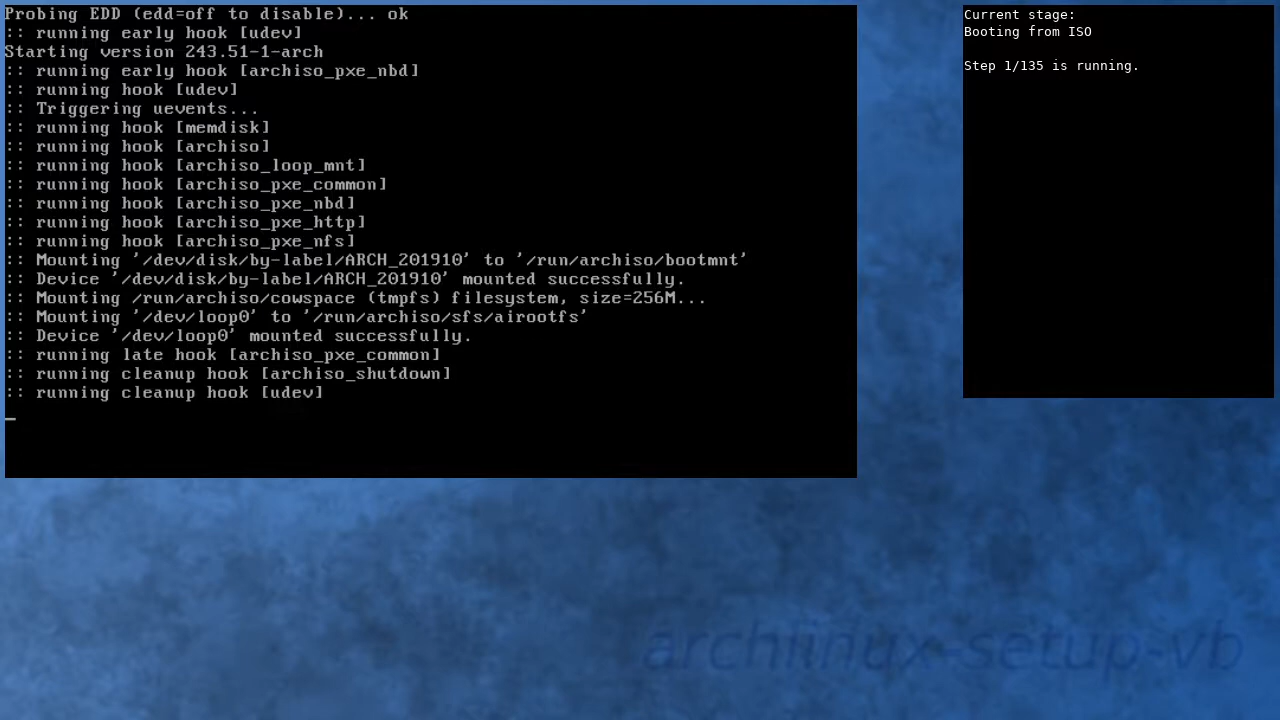 Probing EDD (edd=off to disable)... ok
:: running early hook [udev]
Starting version 243.51-1-arch
:: running early hook [archiso_pxe_nbd]
:: running hook [udev]
:: Triggering uevents...
:: running hook [memdisk]
:: running hook [archiso]
:: running hook [archiso_loop_mnt]
:: running hook [archiso_pxe_common]
:: running hook [archiso_pxe_nbd]
:: running hook [archiso_pxe_http]
:: running hook [archiso_pxe_nfs]
:: Mounting '/dev/disk/by-label/ARCH_201910' to '/run/archiso/bootmnt'
:: Device '/dev/disk/by-label/ARCH_201910' mounted successfully.
:: Mounting /run/archiso/cowspace (tmpfs) filesystem, size=256M...
:: Mounting '/dev/loop0' to '/run/archiso/sfs/airootfs'
:: Device '/dev/loop0' mounted successfully.
:: running late hook [archiso_pxe_common]
:: running cleanup hook [archiso_shutdown]
:: running cleanup hook [udev]
Current stage:
Booting from ISO
Step 1/135 is running.
archlinux-setup-vb